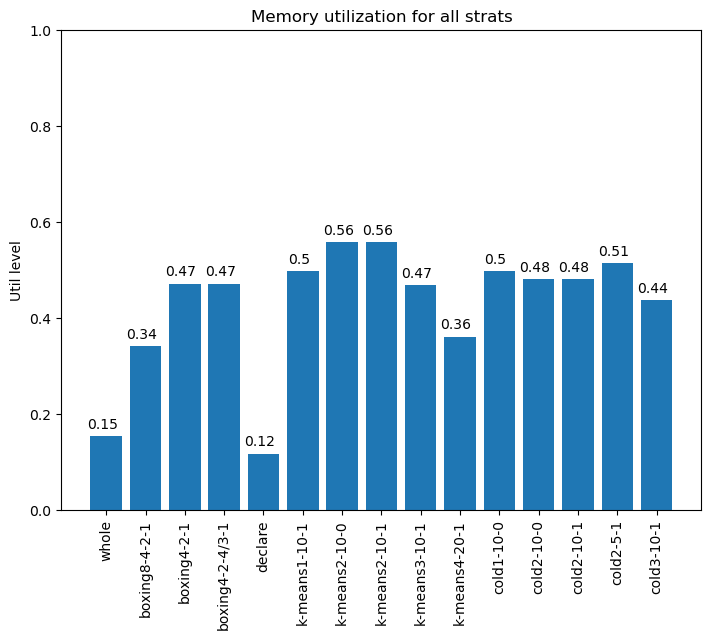 Memory utilization for all strats
1.0
0.8
0.6
0.4
0.2
0.0
Util level
0.15
0.34
0.47
0.47
0.12
0.5
0.56
0.56
0.47
0.36
0.5
0.48
0.48
0.51
0.44
whole
boxing8-4-2-1
boxing4-2-1
boxing4-2-4/3-1
declare
k-means1-10-1
k-means2-10-0
k-means2-10-1
k-means3-10-1
k-means4-20-1
cold1-10-0
cold2-10-0
cold2-10-1
cold2-5-1
cold3-10-1